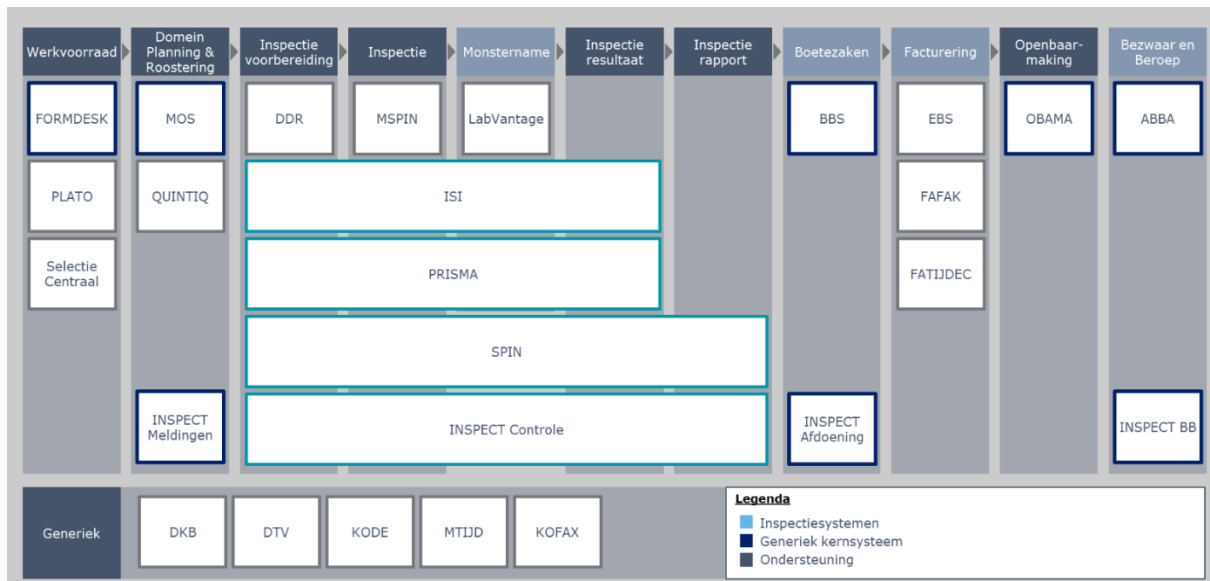 Werkvoorraad
Domein
Planning &
Roostering
Inspectie
voorbereiding
Inspectie
Monstername
Inspectie
resultaat
Inspectie
rapport
Boetezaken
Facturering
Openbaar-
making
Bezwaar en
Beroep
FORMDESK
MOS
DDR
MSPIN
LabVantage
BBS
EBS
OBAMA
ABBA
PLATO
QUINTIQ
ISI
FAFAK
Selectie
Centraal
PRISMA
FATIJDEC
SPIN
INSPECT
Meldingen
INSPECT Controle
INSPECT
Afdoening
INSPECT BB
Generiek
DKB
DTV
KODE
MTIJD
KOFAX
Legenda
Inspectiesystemen
Generiek kernsysteem
Ondersteuning